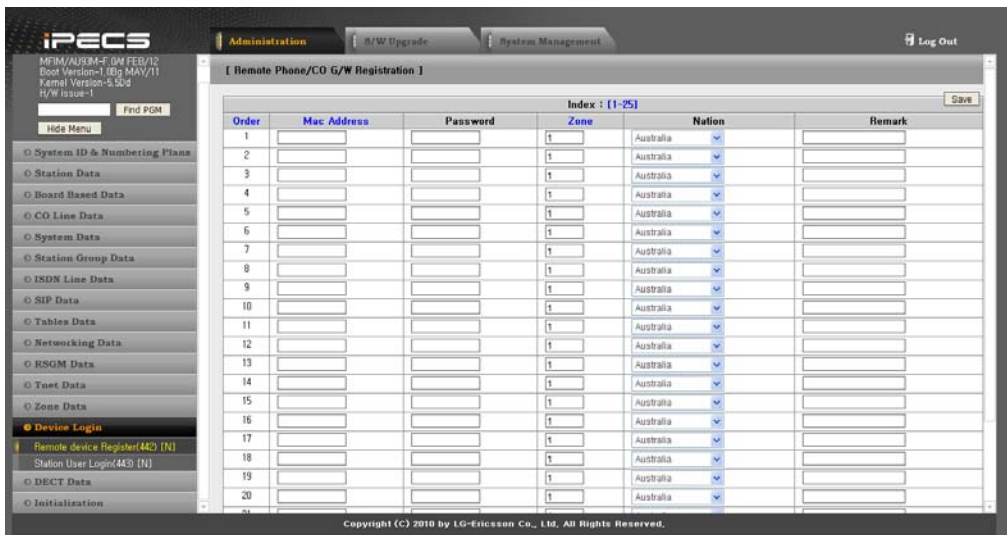 iPECS
Administration
S/W Upgrade
System Management
Log Out
MFIM/AU93M-F.0Af FEB/12
Boot Version-1.0Bg MAY/11
Kernel Version-5.5Dd
H/W issue-1
Find PGM
Hide Menu
System ID & Numbering Plans
Station Data
Board Based Data
CO Line Data
System Data
Station Group Data
ISDN Line Data
SIP Data
Tables Data
Networking Data
RSGM Data
Tnet Data
Zone Data
Device Login
Remote device Register(442) [N]
Station User Login(443) [N]
DECT Data
Initialization
[ Remote Phone/CO G/W Registration ]
Index : [1-25] Save
Order Mac Address Password Zone Nation Remark
1 1 Australia
2 1 Australia
3 1 Australia
4 1 Australia
5 1 Australia
6 1 Australia
7 1 Australia
8 1 Australia
9 1 Australia
10 1 Australia
11 1 Australia
12 1 Australia
13 1 Australia
14 1 Australia
15 1 Australia
16 1 Australia
17 1 Australia
18 1 Australia
19 1 Australia
20 1 Australia
Copyright (C) 2010 by LG-Ericsson Co., Ltd, All Rights Reserved.